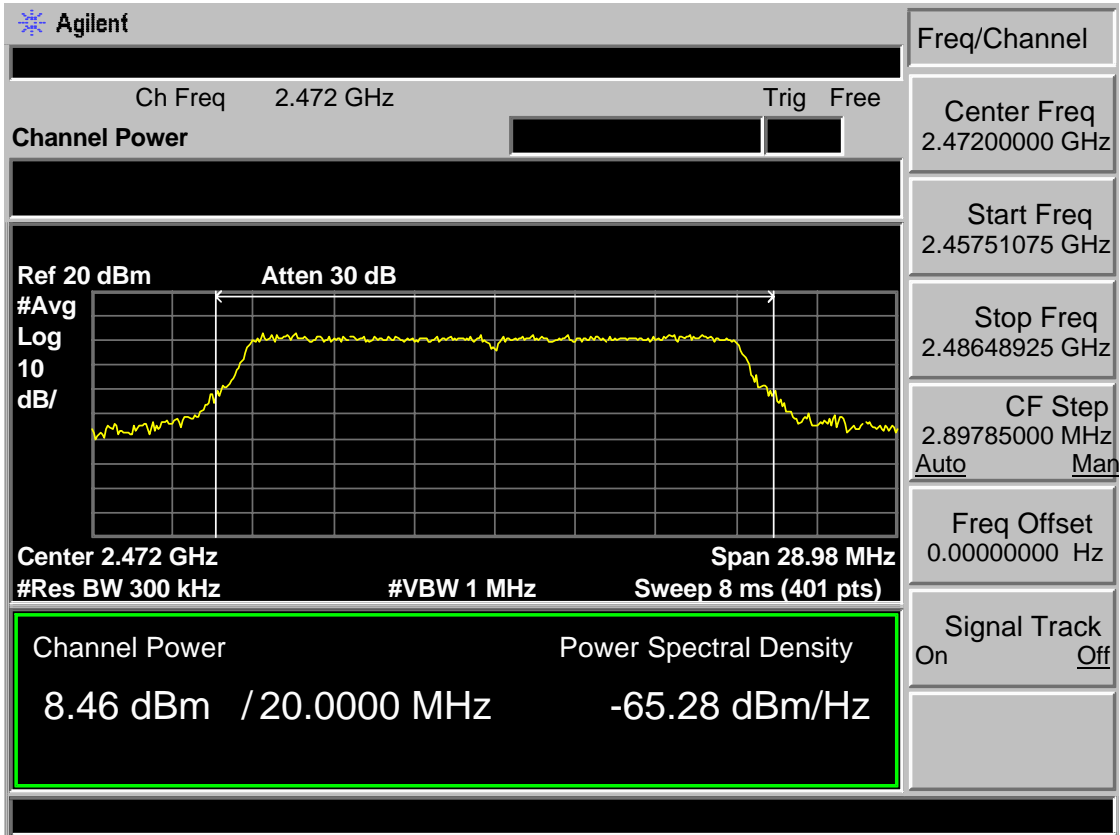 Agilent
Ch Freq 2.472 GHz Trig Free
Channel Power
Ref 20 dBm Atten 30 dB
#Avg
Log
10
dB/
Center 2.472 GHz Span 28.98 MHz
#Res BW 300 kHz #VBW 1 MHz Sweep 8 ms (401 pts)
Channel Power Power Spectral Density
8.46 dBm / 20.0000 MHz -65.28 dBm/Hz
Freq/Channel
Center Freq
2.47200000 GHz
Start Freq
2.45751075 GHz
Stop Freq
2.48648925 GHz
CF Step
2.89785000 MHz
Auto Man
Freq Offset
0.00000000 Hz
Signal Track
On Off